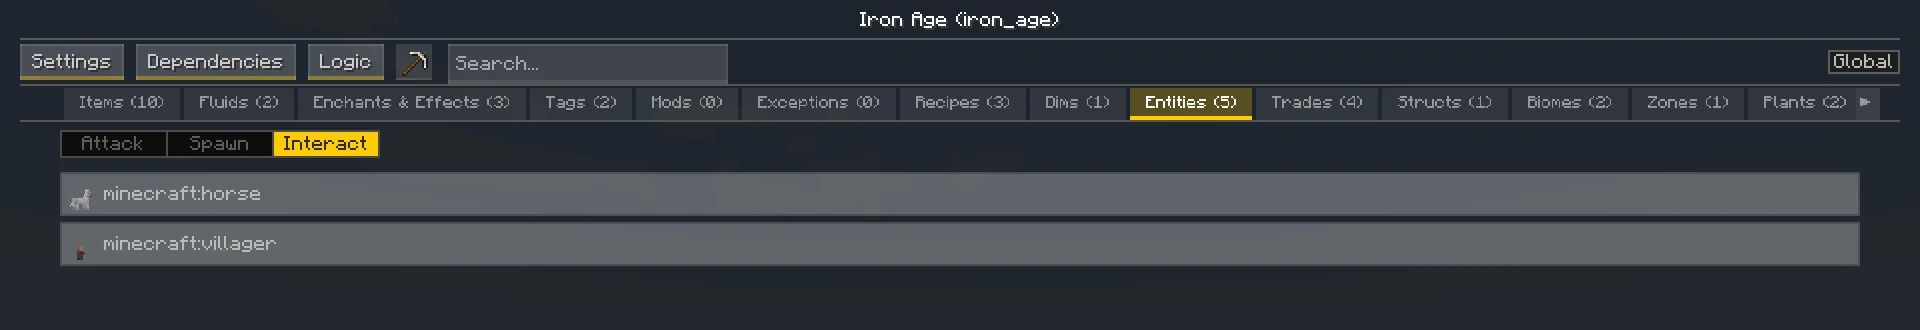 Iron Age (iron_age)
Settings Dependencies Logic Search... Global
Items (10) Fluids (2) Enchants & Effects (3) Tags (2) Mods (0) Exceptions (0) Recipes (3) Dims (1) Entities (5) Trades (4) Structs (1) Biomes (2) Zones (1) Plants (2)
Attack Spawn Interact
minecraft:horse
minecraft:villager